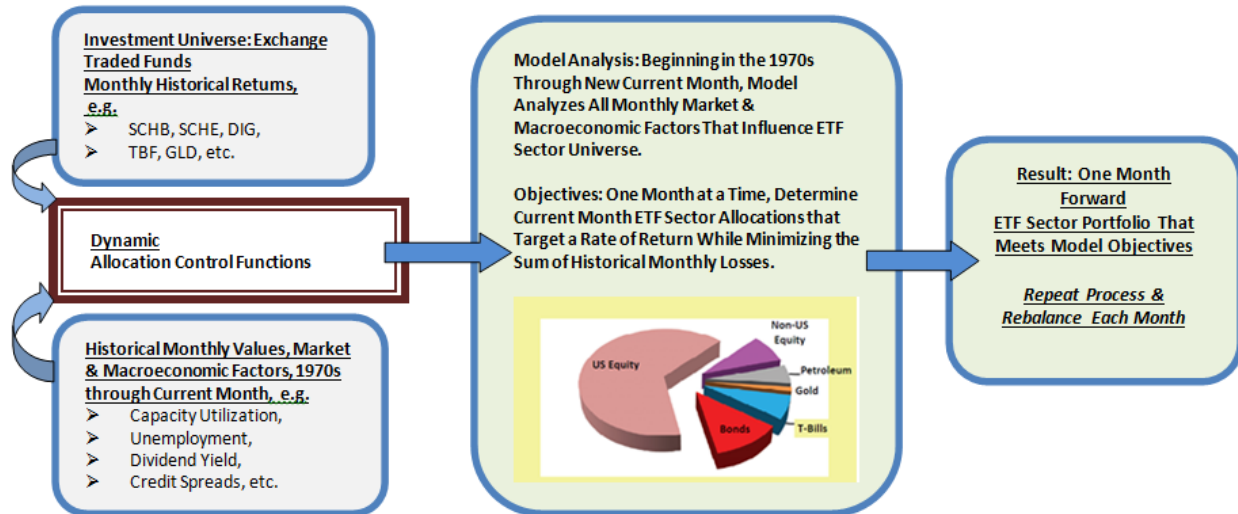 Investment Universe: Exchange
Traded Funds
Monthly Historical Returns,
e.g.
➤ SCHB, SCHE, DIG,
➤ TBF, GLD, etc.
Dynamic
Allocation Control Functions
Historical Monthly Values, Market
& Macroeconomic Factors, 1970s
through Current Month, e.g.
➤ Capacity Utilization,
➤ Unemployment,
➤ Dividend Yield,
➤ Credit Spreads, etc.
Model Analysis: Beginning in the 1970s
Through New Current Month, Model
Analyzes All Monthly Market &
Macroeconomic Factors That Influence ETF
Sector Universe.
Objectives: One Month at a Time, Determine
Current Month ETF Sector Allocations that
Target a Rate of Return While Minimizing the
Sum of Historical Monthly Losses.
US Equity
Non-US
Equity
Petroleum
Gold
T-Bills
Bonds
Result: One Month
Forward
ETF Sector Portfolio That
Meets Model Objectives
Repeat Process &
Rebalance Each Month